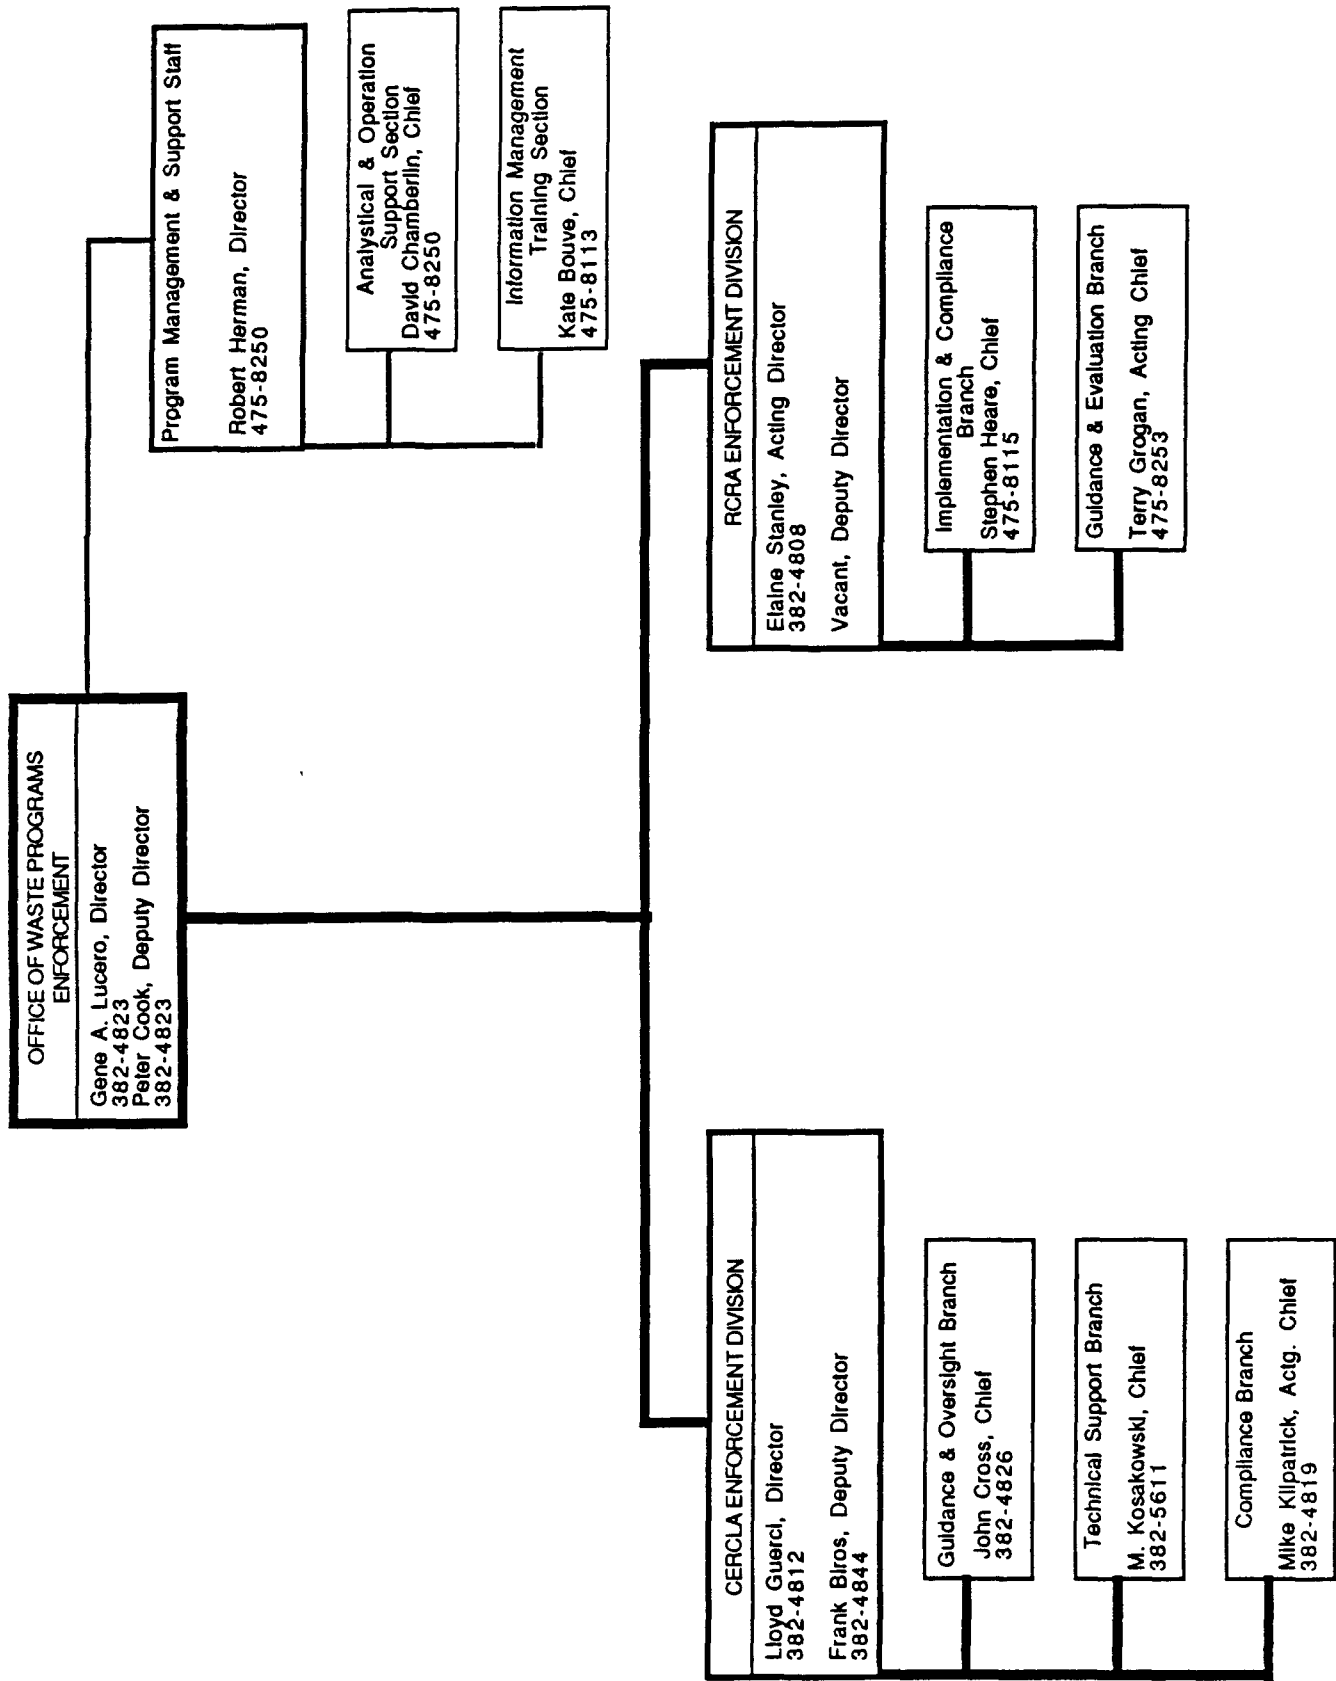 OFFICE OF WASTE PROGRAMS
ENFORCEMENT
Gene A. Lucero, Director
382-4823
Peter Cook, Deputy Director
382-4823
Program Management & Support Staff
Robert Herman, Director
475-8250
Analystical & Operation
Support Section
David Chamberlin, Chief
475-8250
Information Management
Training Section
Kate Bouve, Chief
475-8113
CERCLA ENFORCEMENT DIVISION
Lloyd Guerci, Director
382-4812
Frank Biros, Deputy Director
382-4844
Guidance & Oversight Branch
John Cross, Chief
382-4826
Technical Support Branch
M. Kosakowski, Chief
382-5611
Compliance Branch
Mike Kilpatrick, Actg. Chief
382-4819
RCRA ENFORCEMENT DIVISION
Elaine Stanley, Acting Director
382-4808
Vacant, Deputy Director
Implementation & Compliance
Branch
Stephen Heare, Chief
475-8115
Guidance & Evaluation Branch
Terry Grogan, Acting Chief
475-8253